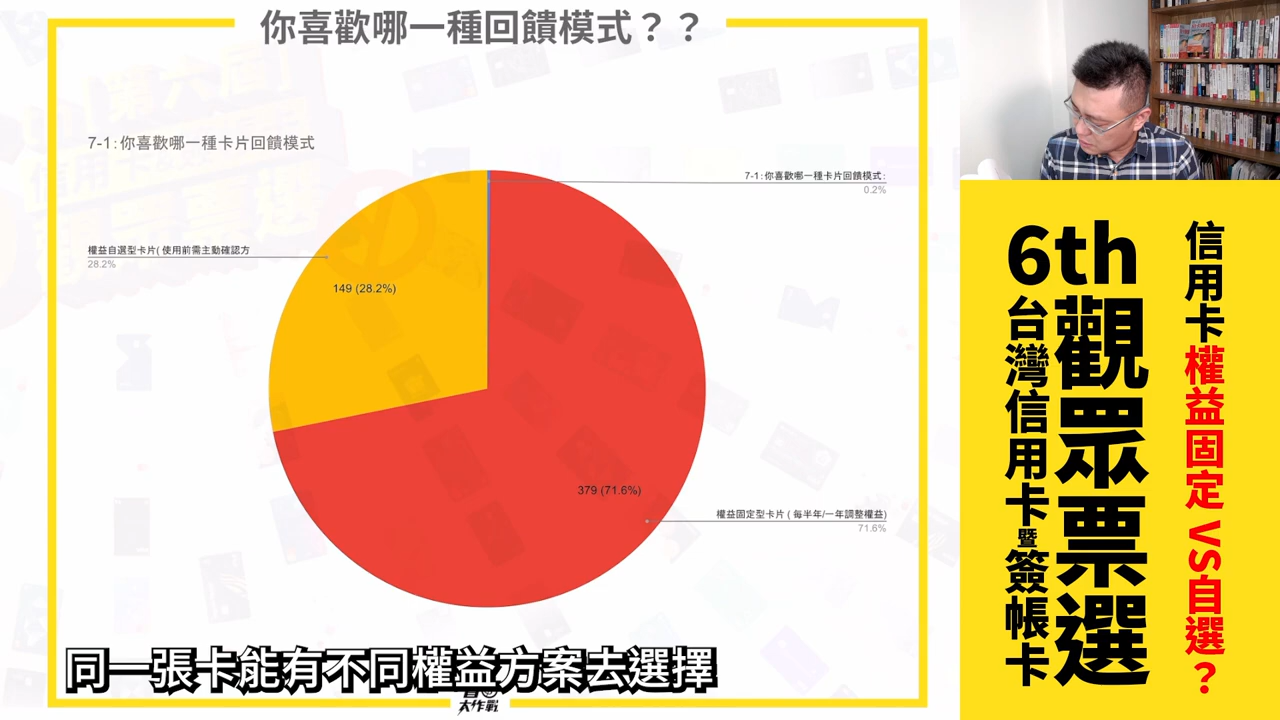 你喜歡哪一種回饋模式？？
7-1:你喜歡哪一種卡片回饋模式
7-1:你喜歡哪一種卡片回饋模式:
0.2%
權益自選型卡片( 使用前需主動確認方
28.2%
149 (28.2%)
379 (71.6%)
權益固定型卡片 ( 每半年/一年調整權益)
71.6%
同一張卡能有不同權益方案去選擇
大作戰
信用卡權益固定 VS自選？
6th
觀眾票選
台灣信用卡暨簽帳卡